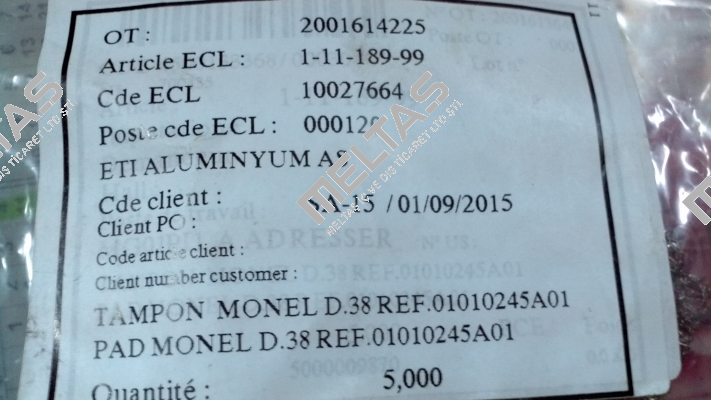 OT : 2001614225
Article ECL : 1-11-189-99
Cde ECL 10027664
Poste cde ECL :
ETI ALUMINYUM AS
Cde client : /01/09/2015
Client PO :
Code article client :
Client number customer :
TAMPON MONEL D.38 REF.01010245A01
PAD MONEL D.38 REF.01010245A01
Quantité : 5,000
MELTAS